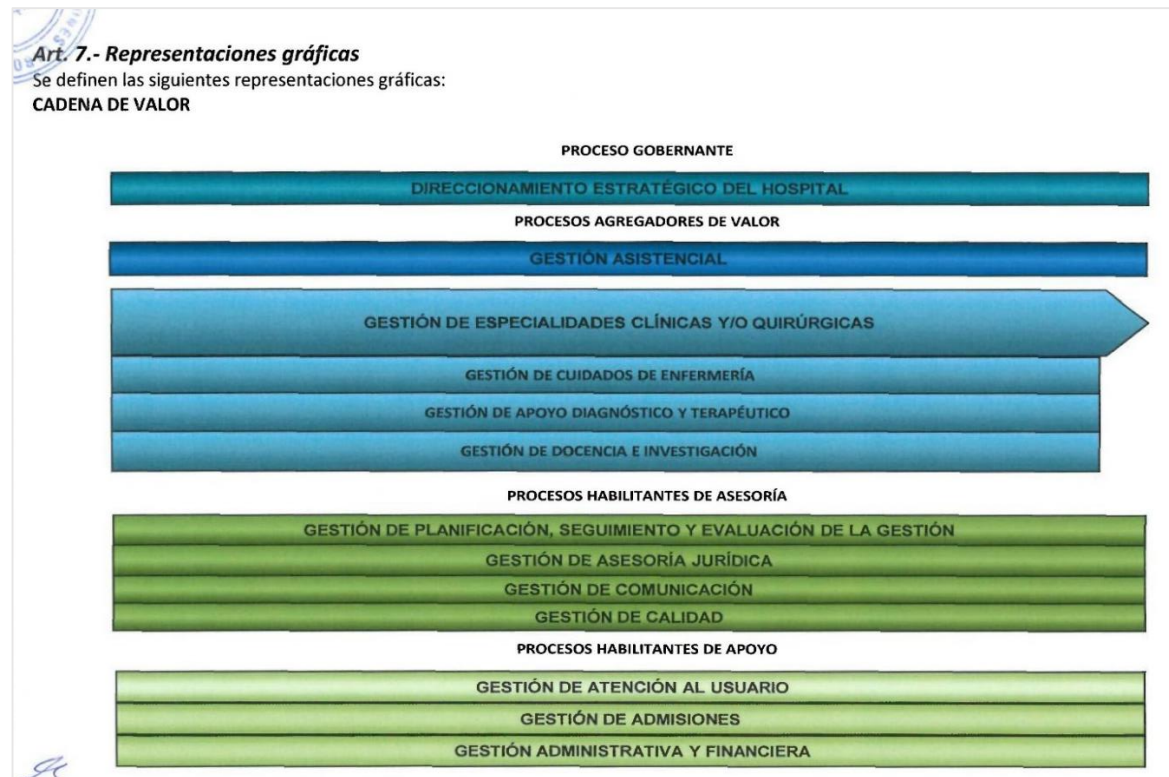 Art. 7.- Representaciones gráficas
Se definen las siguientes representaciones gráficas:
CADENA DE VALOR
PROCESO GOBERNANTE
DIRECCIONAMIENTO ESTRATÉGICO DEL HOSPITAL
PROCESOS AGREGADORES DE VALOR
GESTIÓN ASISTENCIAL
GESTIÓN DE ESPECIALIDADES CLÍNICAS Y/O QUIRÚRGICAS
GESTIÓN DE CUIDADOS DE ENFERMERÍA
GESTIÓN DE APOYO DIAGNÓSTICO Y TERAPÉUTICO
GESTIÓN DE DOCENCIA E INVESTIGACIÓN
PROCESOS HABILITANTES DE ASESORÍA
GESTIÓN DE PLANIFICACIÓN, SEGUIMIENTO Y EVALUACIÓN DE LA GESTIÓN
GESTIÓN DE ASESORÍA JURÍDICA
GESTIÓN DE COMUNICACIÓN
GESTIÓN DE CALIDAD
PROCESOS HABILITANTES DE APOYO
GESTIÓN DE ATENCIÓN AL USUARIO
GESTIÓN DE ADMISIONES
GESTIÓN ADMINISTRATIVA Y FINANCIERA